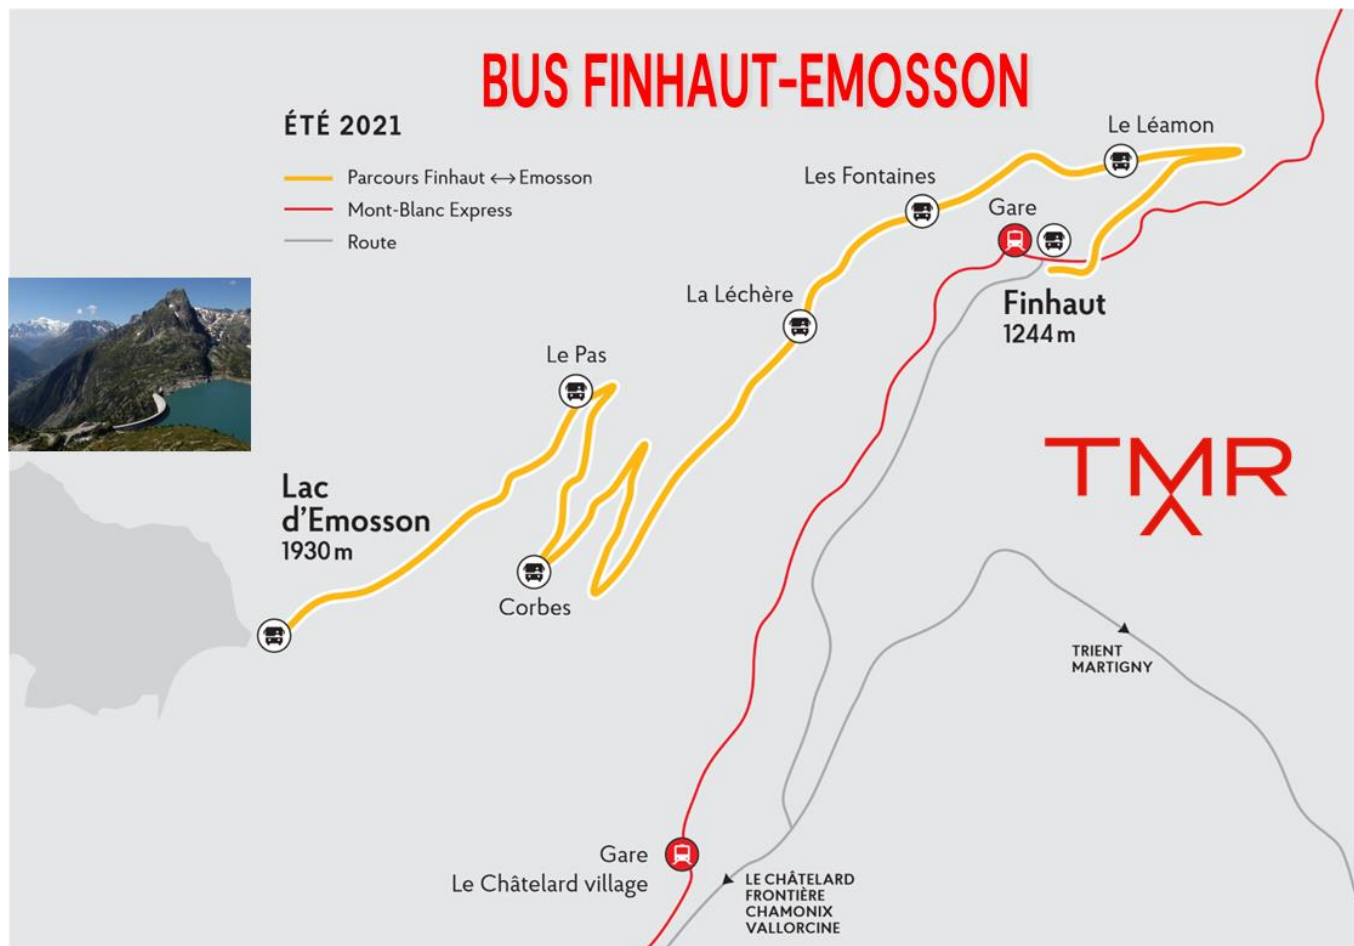 BUS FINHAUT-EMOSSON
ÉTÉ 2021
Parcours Finhaut ↔ Emosson
Mont-Blanc Express
Route
Le Léamon
Les Fontaines
Gare
Finhaut
1244 m
La Léchère
Le Pas
Lac
d'Emosson
1930 m
Corbes
TMR
TRIENT
MARTIGNY
Gare
Le Châtelard village
LE CHÂTELARD
FRONTIÈRE
CHAMONIX
VALLORCINE